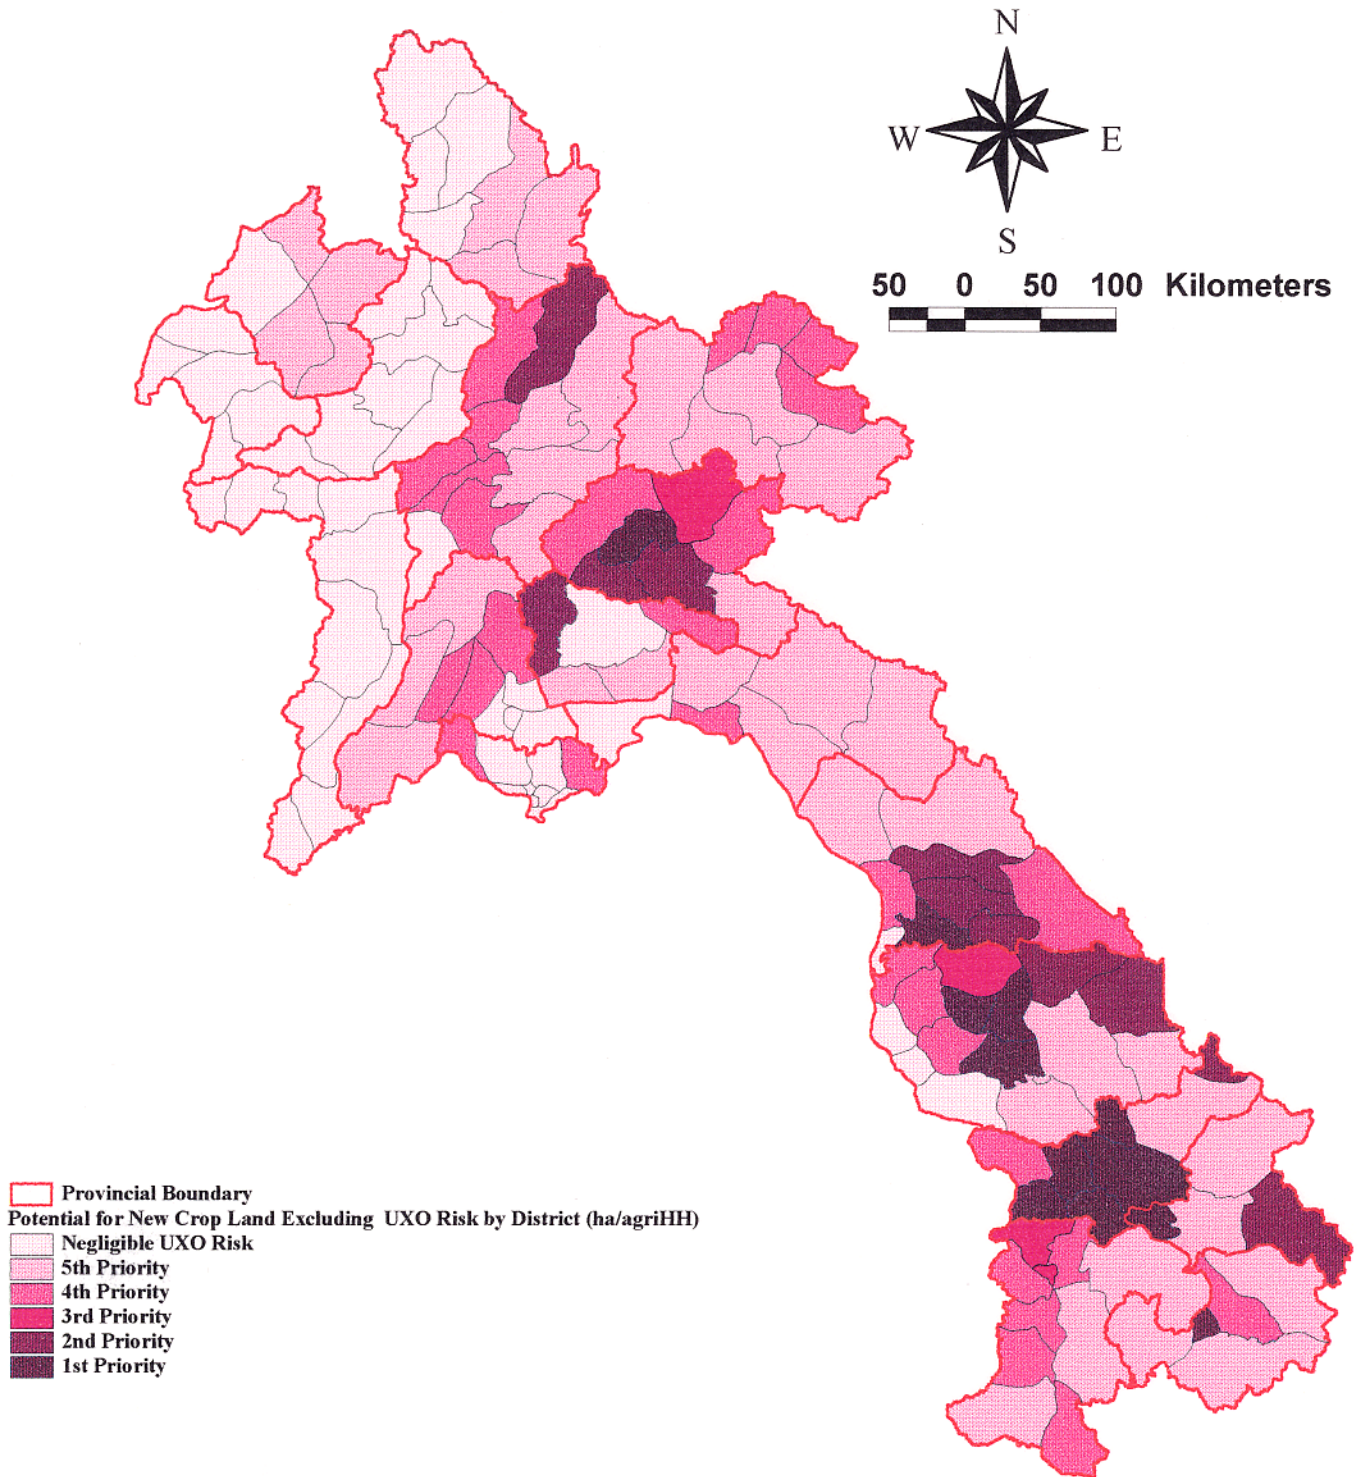 N
W E
S
50 0 50 100 Kilometers
Provincial Boundary
Potential for New Crop Land Excluding UXO Risk by District (ha/agriHH)
Negligible UXO Risk
5th Priority
4th Priority
3rd Priority
2nd Priority
1st Priority